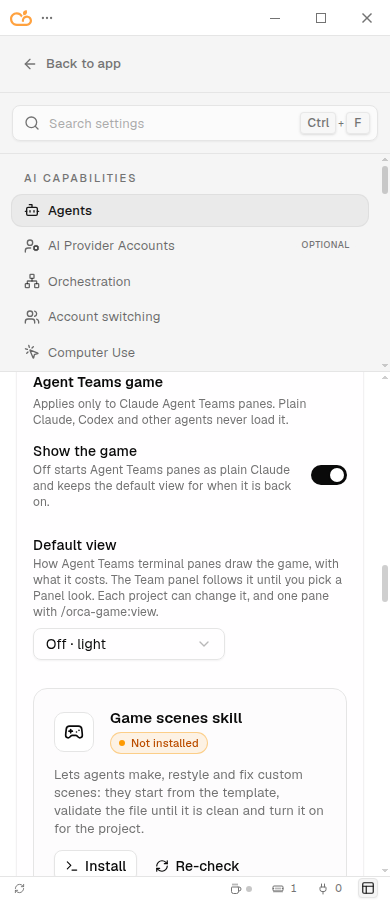 Back to app
Search settings
Ctrl + F
AI CAPABILITIES
Agents
AI Provider Accounts OPTIONAL
Orchestration
Account switching
Computer Use
Agent Teams game
Applies only to Claude Agent Teams panes. Plain
Claude, Codex and other agents never load it.
Show the game
Off starts Agent Teams panes as plain Claude
and keeps the default view for when it is back
on.
Default view
How Agent Teams terminal panes draw the game, with
what it costs. The Team panel follows it until you pick a
Panel look. Each project can change it, and one pane
with /orca-game:view.
Off · light
Game scenes skill
Not installed
Lets agents make, restyle and fix custom
scenes: they start from the template,
validate the file until it is clean and turn it on
for the project.
Install
Re-check
1
0